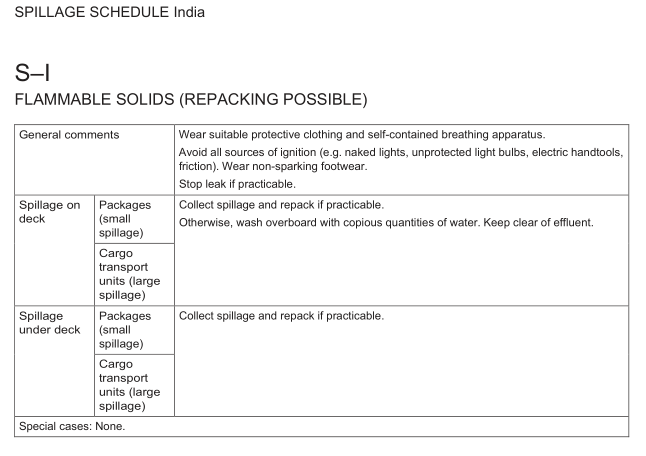 SPILLAGE SCHEDULE India
S–I
FLAMMABLE SOLIDS (REPACKING POSSIBLE)
General comments
Wear suitable protective clothing and self-contained breathing apparatus.
Avoid all sources of ignition (e.g. naked lights, unprotected light bulbs, electric handtools,
friction). Wear non-sparking footwear.
Stop leak if practicable.
Spillage on
deck
Packages
(small
spillage)
Collect spillage and repack if practicable.
Otherwise, wash overboard with copious quantities of water. Keep clear of effluent.
Cargo
transport
units (large
spillage)
Spillage
under deck
Packages
(small
spillage)
Collect spillage and repack if practicable.
Cargo
transport
units (large
spillage)
Special cases: None.